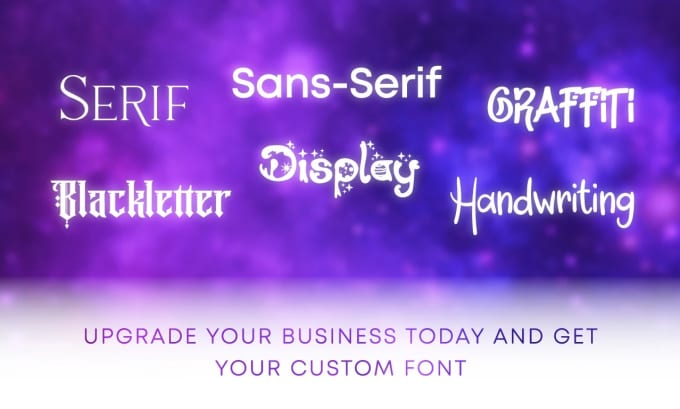 SERIF
Sans-Serif
GRAFFiTi
Display
Blackletter
Handwriting
UPGRADE YOUR BUSINESS TODAY AND GET
YOUR CUSTOM FONT